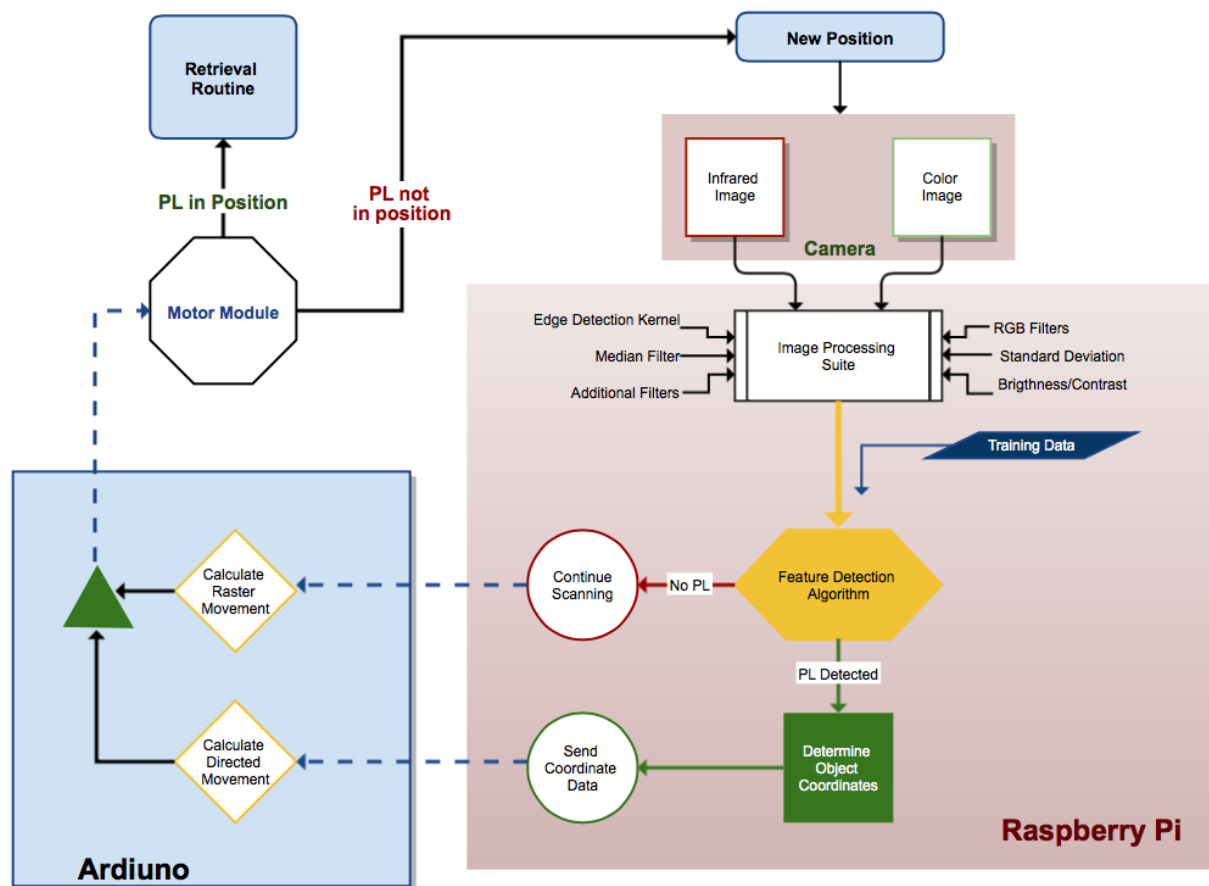 Retrieval
Routine
New Position
PL in Position
PL not
in position
Infrared
Image
Color
Image
Camera
Motor Module
Edge Detection Kernel
Median Filter
Additional Filters
Image Processing
Suite
RGB Filters
Standard Deviation
Brigthness/Contrast
Training Data
Calculate
Raster
Movement
Continue
Scanning
No PL
Feature Detection
Algorithm
PL Detected
Calculate
Directed
Movement
Send
Coordinate
Data
Determine
Object
Coordinates
Ardiuno
Raspberry Pi